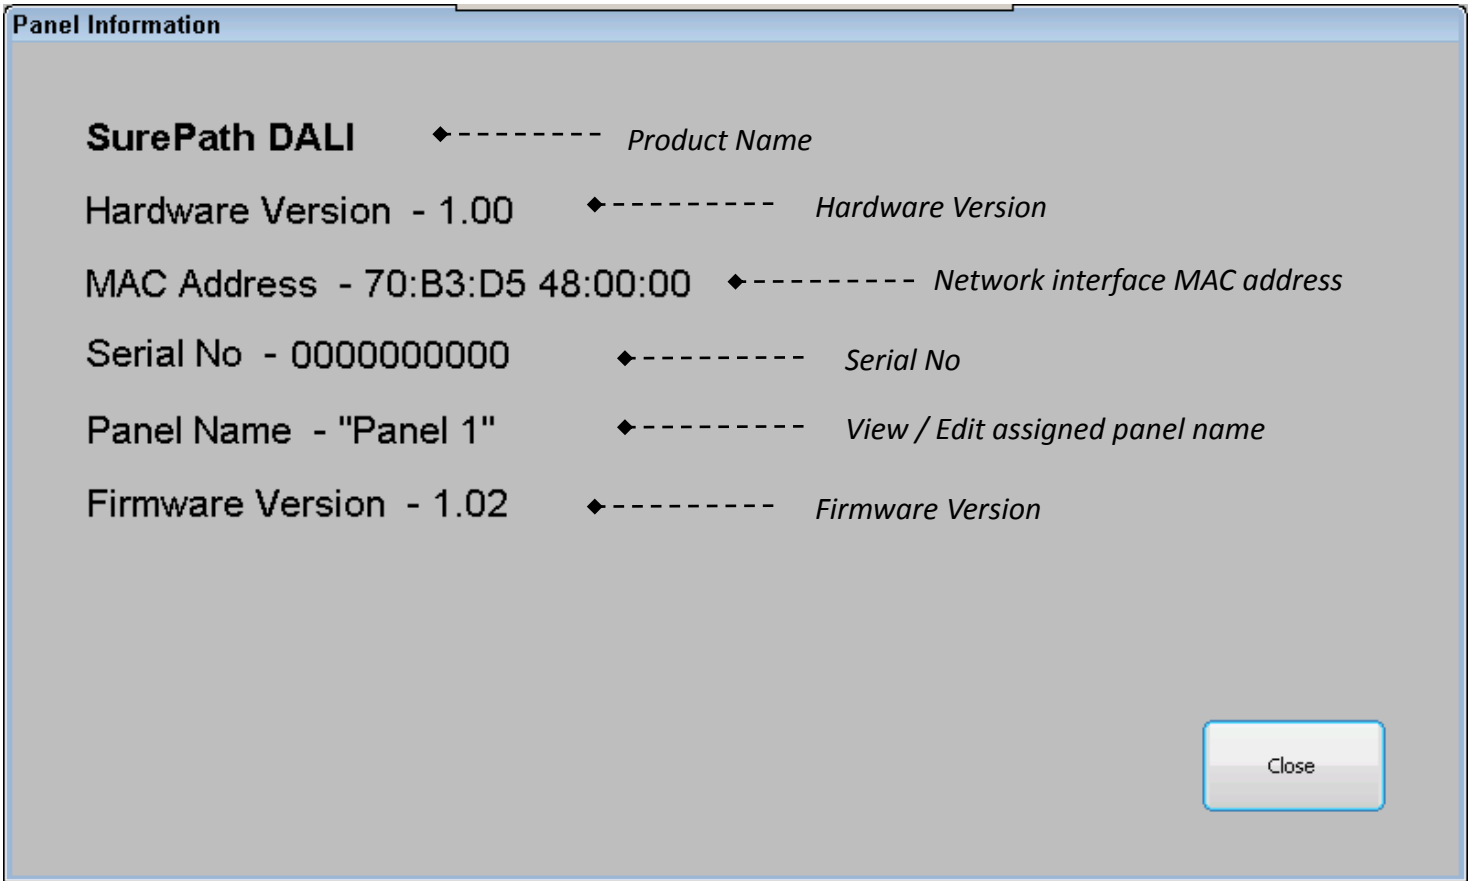 Panel Information
SurePath DALI Product Name
Hardware Version - 1.00 Hardware Version
MAC Address - 70:B3:D5 48:00:00 Network interface MAC address
Serial No - 0000000000 Serial No
Panel Name - "Panel 1" View / Edit assigned panel name
Firmware Version - 1.02 Firmware Version
Close